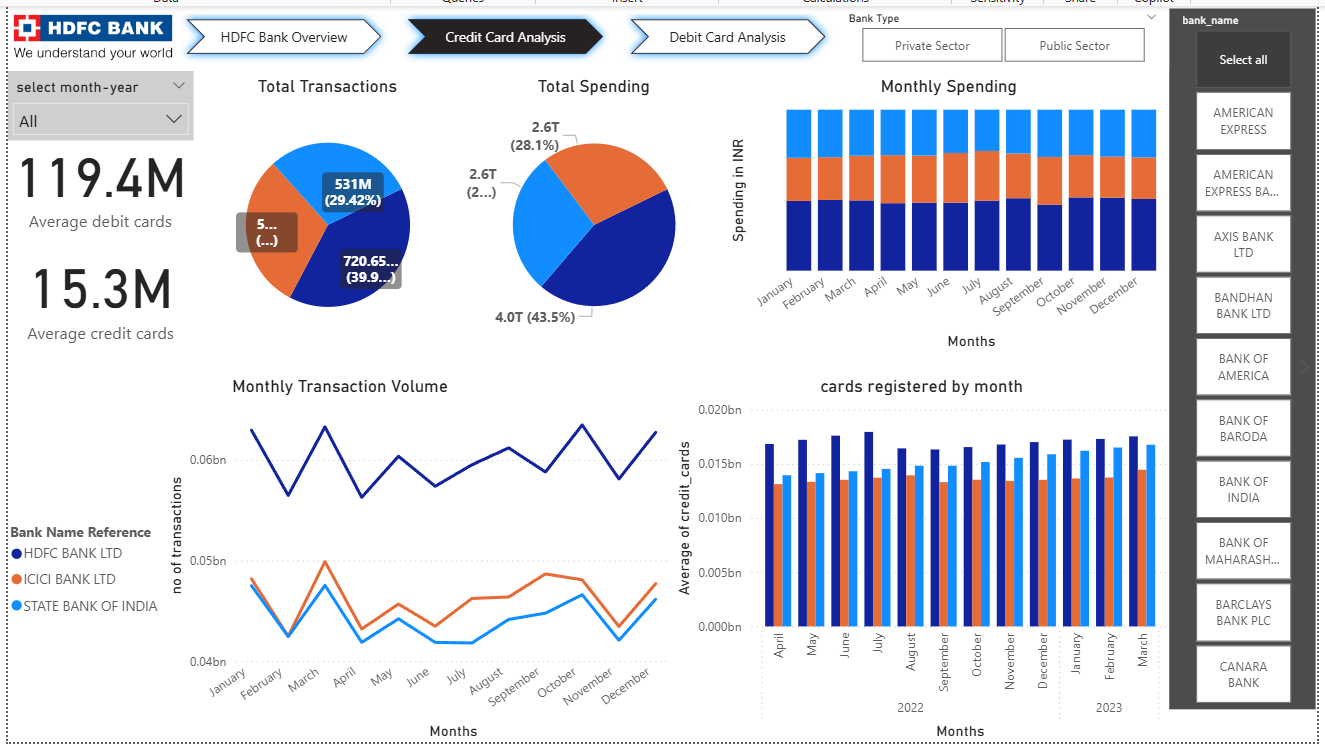 Data Queries Insert Calculations Sensitivity Share Copilot
HDFC BANK
We understand your world
HDFC Bank Overview
Credit Card Analysis
Debit Card Analysis
Bank Type
Private Sector
Public Sector
bank_name
Select all
AMERICAN
EXPRESS
AMERICAN
EXPRESS BA...
AXIS BANK
LTD
BANDHAN
BANK LTD
BANK OF
AMERICA
BANK OF
BARODA
BANK OF
INDIA
BANK OF
MAHARASH...
BARCLAYS
BANK PLC
CANARA
BANK
select month-year
All
119.4M
Average debit cards
15.3M
Average credit cards
Total Transactions
531M
(29.42%)
5...
(...)
720.65...
(39.9...)
Total Spending
2.6T
(28.1%)
2.6T
(2...)
4.0T (43.5%)
Monthly Spending
Spending in INR
January
February
March
April
May
June
July
August
September
October
November
December
Months
Bank Name Reference
HDFC BANK LTD
ICICI BANK LTD
STATE BANK OF INDIA
Monthly Transaction Volume
no of transactions
0.06bn
0.05bn
0.04bn
January
February
March
April
May
June
July
August
September
October
November
December
Months
cards registered by month
Average of credit_cards
0.020bn
0.015bn
0.010bn
0.005bn
0.000bn
April
May
June
July
August
September
October
November
December
January
February
March
2022
2023
Months